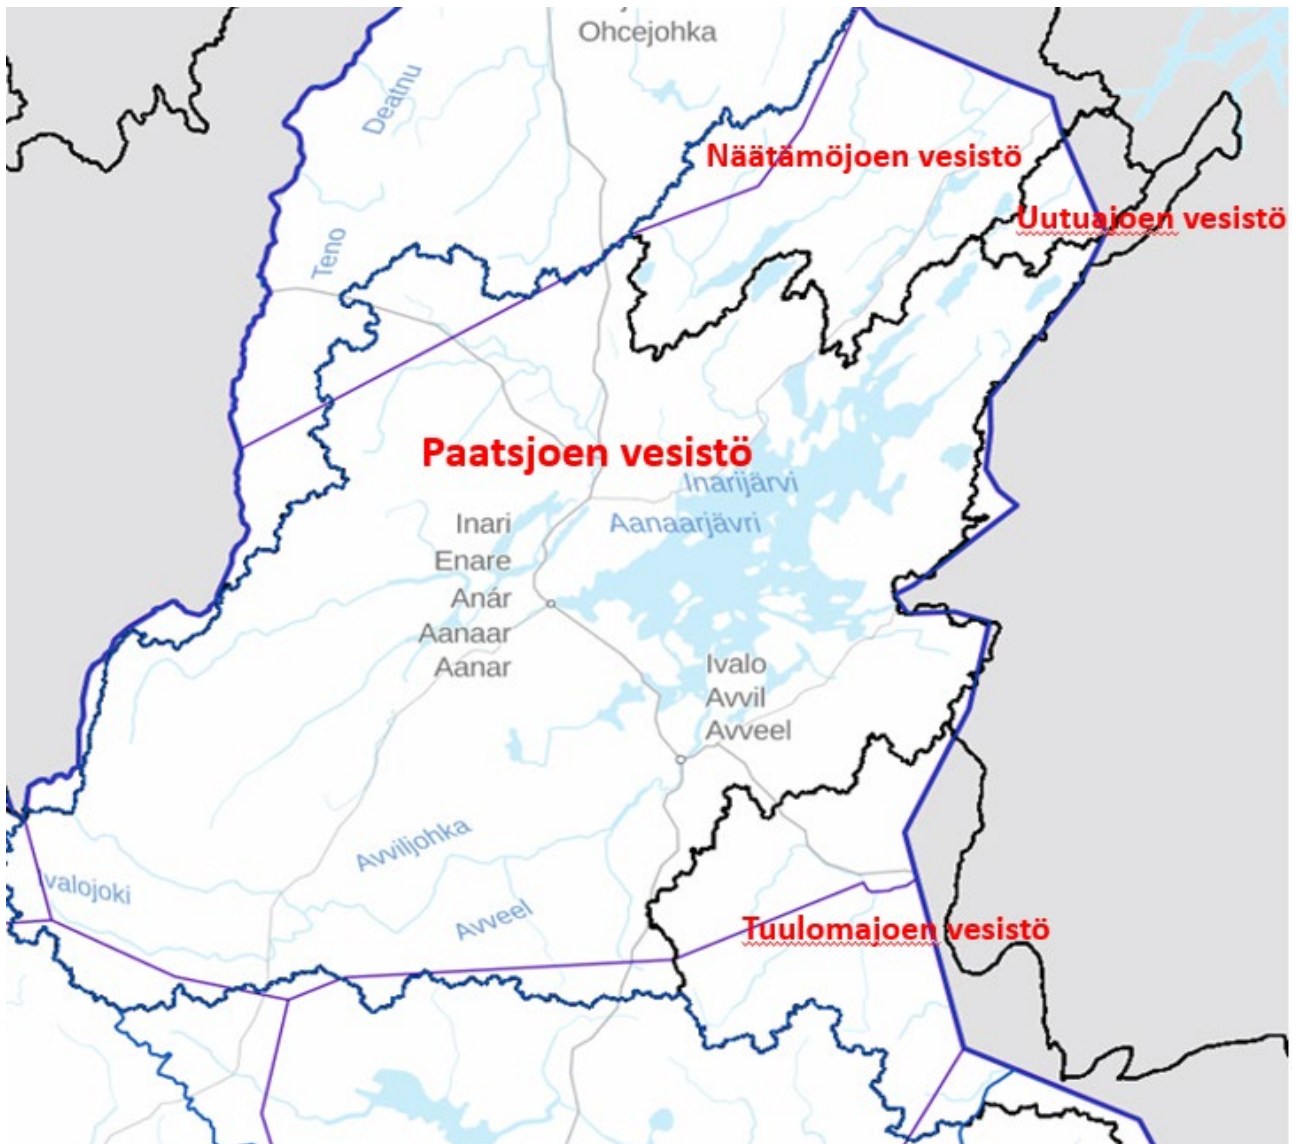 Ohcejohka
Deatnu
Näätämöjoen vesistö
Uutuajoen vesistö
Teno
Paatsjoen vesistö
Inarijärvi
Aanaarjävri
Inari
Enare
Anár
Aanaar
Aanar
Ivalo
Avvil
Avveel
Avviljohka
valojoki
Avveel
Tuulomajoen vesistö